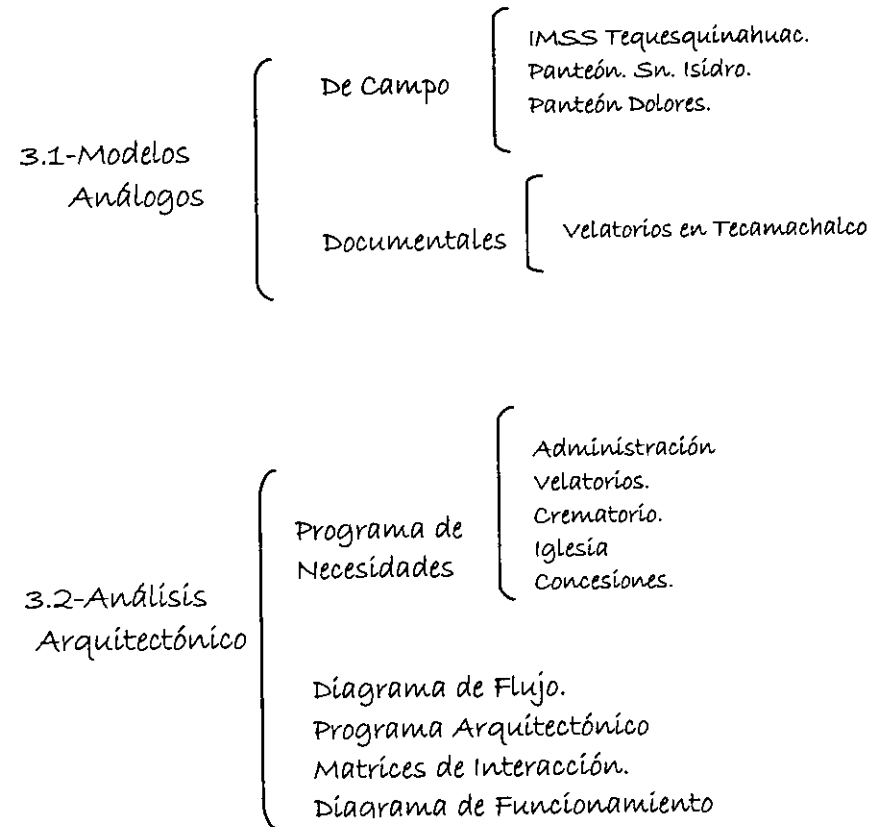 3.1-Modelos
Análogos
De Campo
IMSS Tequesquinahuac.
Panteón. Sn. Isidro.
Panteón Dolores.
Documentales
Velatorios en Tecamachalco
3.2-Análisis
Arquitectónico
Programa de
Necesidades
Administración
Velatorios.
Crematorio.
Iglesia
Concesiones.
Diagrama de Flujo.
Programa Arquitectónico
Matrices de Interacción.
Diagrama de Funcionamiento